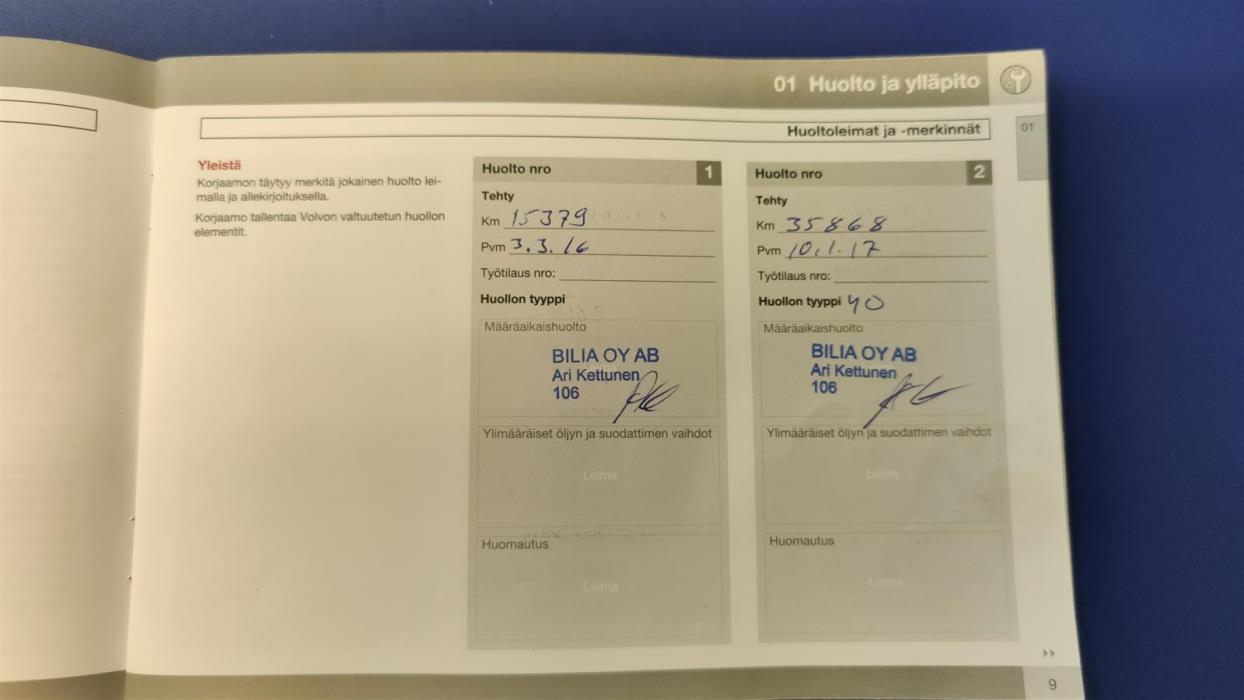 01 Huolto ja ylläpito
Huoltoleimat ja -merkinnät
01
Yleistä
Korjaamon täytyy merkitä jokainen huolto lei-
malla ja allekirjoituksella.
Korjaamo tallentaa Volvon valtuutetun huollon
elementit.
Huolto nro 1
Tehty
Km 15379
Pvm 3.3.16
Työtilaus nro:
Huollon tyyppi
Määräaikaishuolto
BILIA OY AB
Ari Kettunen
106
Ylimääräiset öljyn ja suodattimen vaihdot
Leima
Huomautus
Leima
Huolto nro 2
Tehty
Km 35868
Pvm 10.1.17
Työtilaus nro:
Huollon tyyppi 40
Määräaikaishuolto
BILIA OY AB
Ari Kettunen
106
Ylimääräiset öljyn ja suodattimen vaihdot
Leima
Huomautus
Leima
9